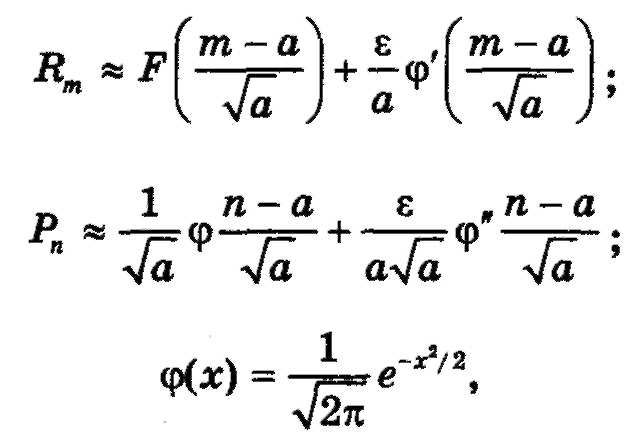 R_m ≈ F((m − a)/√a) + (ε/a) φ′((m − a)/√a);
P_n ≈ (1/√a) φ (n − a)/√a + (ε/(a√a)) φ″ (n − a)/√a;
φ(x) = (1/√(2π)) e^(−x²/2),